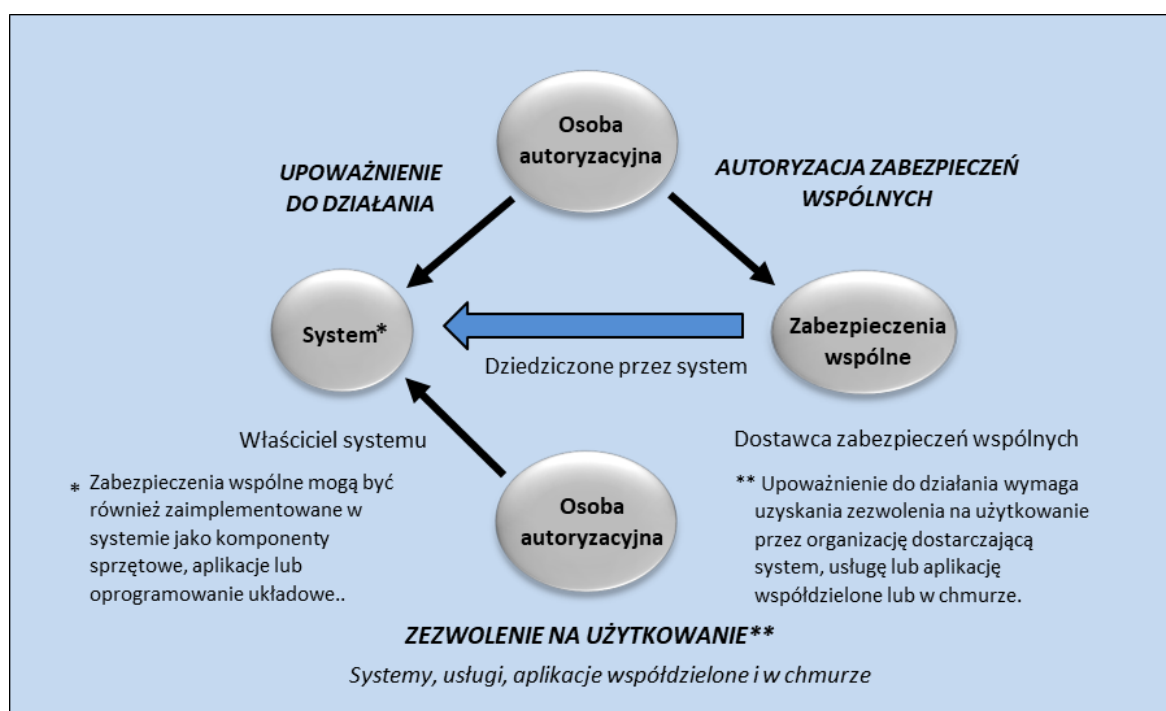 Osoba
autoryzacyjna
UPOWAŻNIENIE
DO DZIAŁANIA
AUTORYZACJA ZABEZPIECZEŃ
WSPÓLNYCH
System*
Dziedziczone przez system
Zabezpieczenia
wspólne
Właściciel systemu
Dostawca zabezpieczeń wspólnych
* Zabezpieczenia wspólne mogą być
również zaimplementowane w
systemie jako komponenty
sprzętowe, aplikacje lub
oprogramowanie układowe..
Osoba
autoryzacyjna
** Upoważnienie do działania wymaga
uzyskania zezwolenia na użytkowanie
przez organizację dostarczającą
system, usługę lub aplikację
współdzielone lub w chmurze.
ZEZWOLENIE NA UŻYTKOWANIE**
Systemy, usługi, aplikacje współdzielone i w chmurze